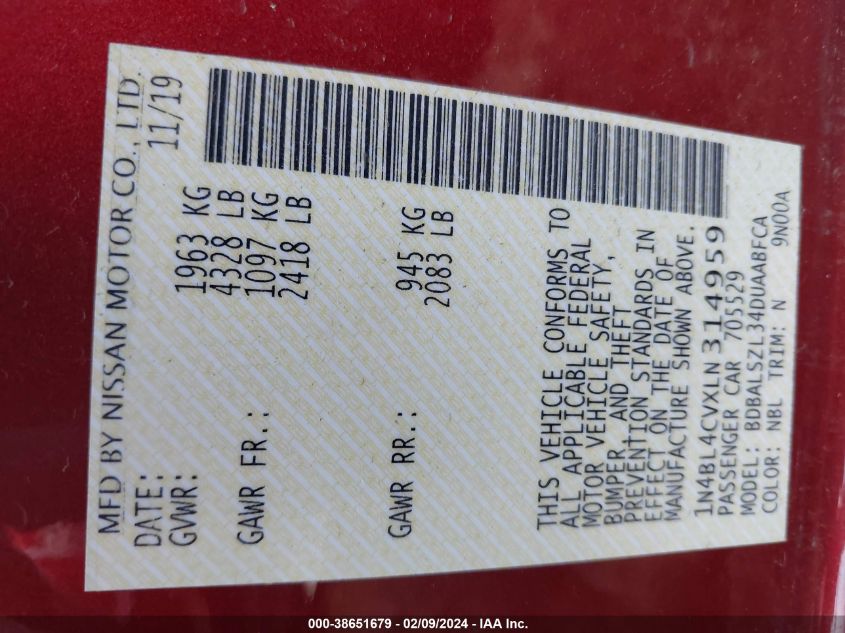 MFD BY NISSAN MOTOR CO., LTD.
DATE: 11/19
GVWR: 1963 KG
4328 LB
GAWR FR.: 1097 KG
2418 LB
GAWR RR.: 945 KG
2083 LB
THIS VEHICLE CONFORMS TO
ALL APPLICABLE FEDERAL
MOTOR VEHICLE SAFETY,
BUMPER AND THEFT
PREVENTION STANDARDS IN
EFFECT ON THE DATE OF
MANUFACTURE SHOWN ABOVE.
1N4BL4CVXLN314959
PASSENGER CAR 705529
MODEL: BDBALSZL34DUAABFCA
COLOR: NBL TRIM: N 9N00A
000-38651679 - 02/09/2024 - IAA Inc.